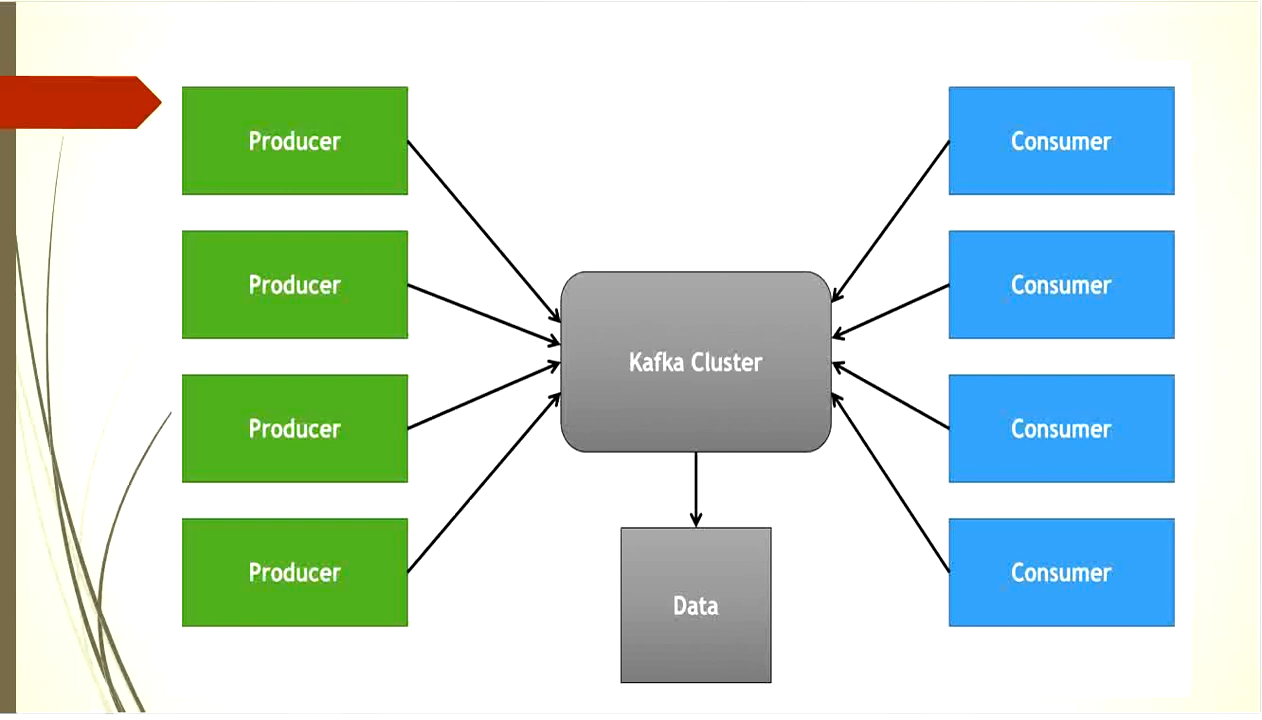 Producer
Producer
Producer
Producer
Kafka Cluster
Data
Consumer
Consumer
Consumer
Consumer